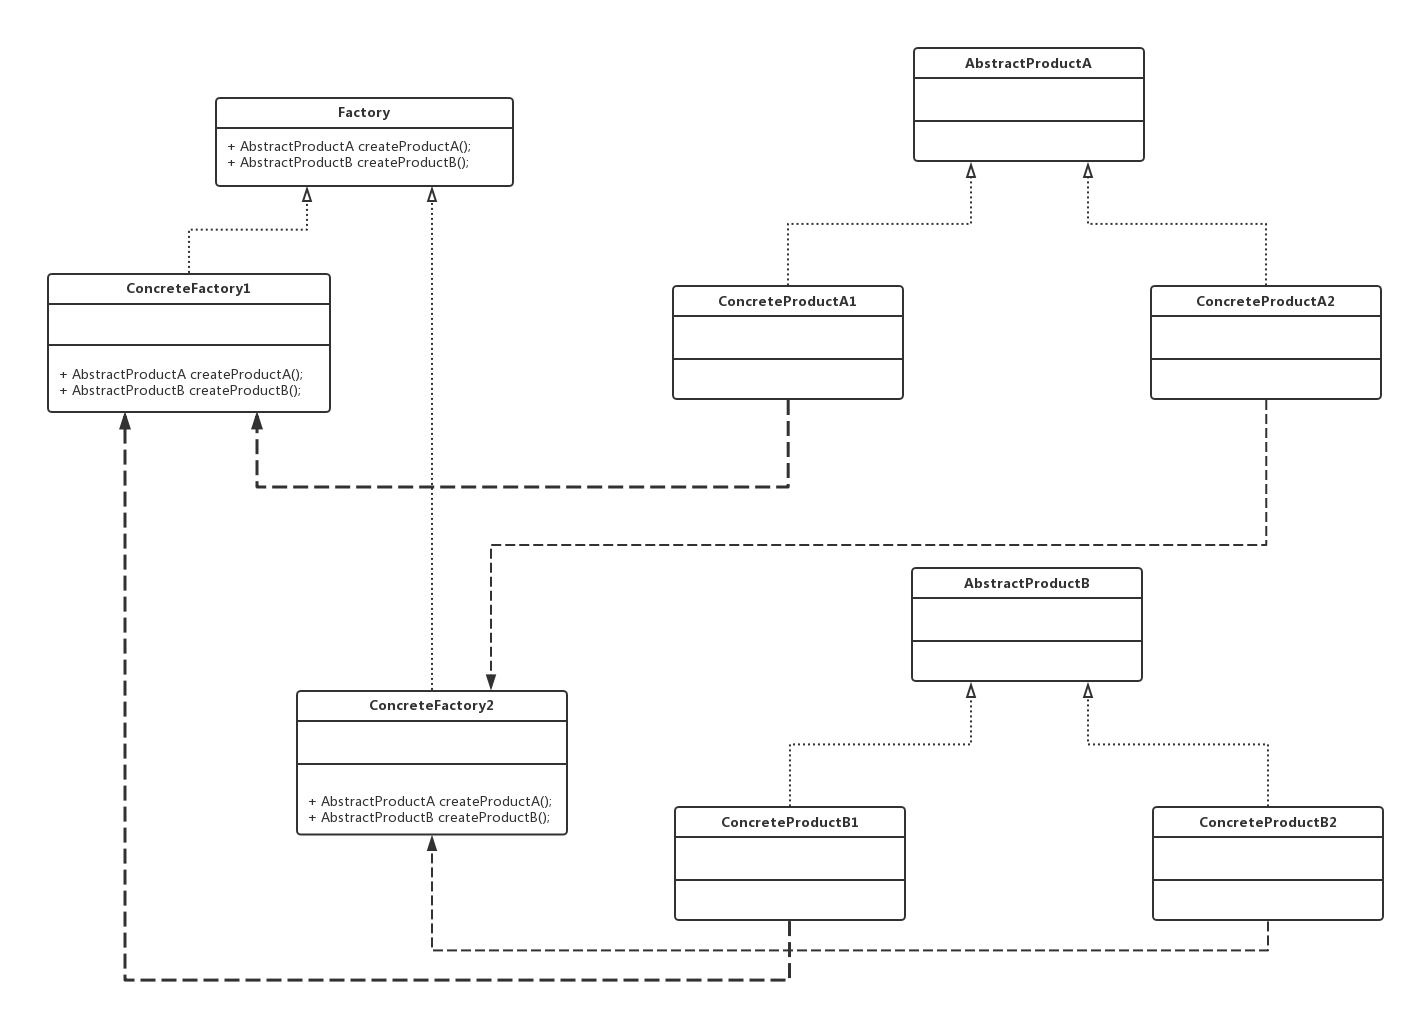 AbstractProductA
Factory
+ AbstractProductA createProductA();
+ AbstractProductB createProductB();
ConcreteFactory1
+ AbstractProductA createProductA();
+ AbstractProductB createProductB();
ConcreteProductA1
ConcreteProductA2
AbstractProductB
ConcreteFactory2
+ AbstractProductA createProductA();
+ AbstractProductB createProductB();
ConcreteProductB1
ConcreteProductB2